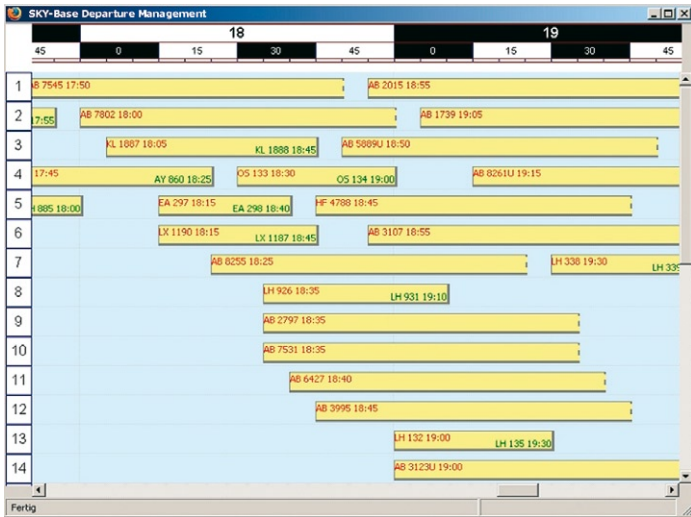 SKY-Base Departure Management
18 19
45 0 15 30 45 0 15 30 45
1 AB 7545 17:50 AB 2015 18:55
2 17:55 AB 7802 18:00 AB 1739 19:05
3 KL 1887 18:05 KL 1888 18:45 AB 5889U 18:50
4 17:45 AY 860 18:25 OS 133 18:30 OS 134 19:00 AB 8261U 19:15
5 885 18:00 EA 297 18:15 EA 298 18:40 HF 4788 18:45
6 LX 1190 18:15 LX 1187 18:45 AB 3107 18:55
7 AB 8255 18:25 LH 338 19:30 LH 339
8 LH 926 18:35 LH 931 19:10
9 AB 2797 18:35
10 AB 7531 18:35
11 AB 6427 18:40
12 AB 3995 18:45
13 LH 132 19:00 LH 135 19:30
14 AB 3123U 19:00
Fertig